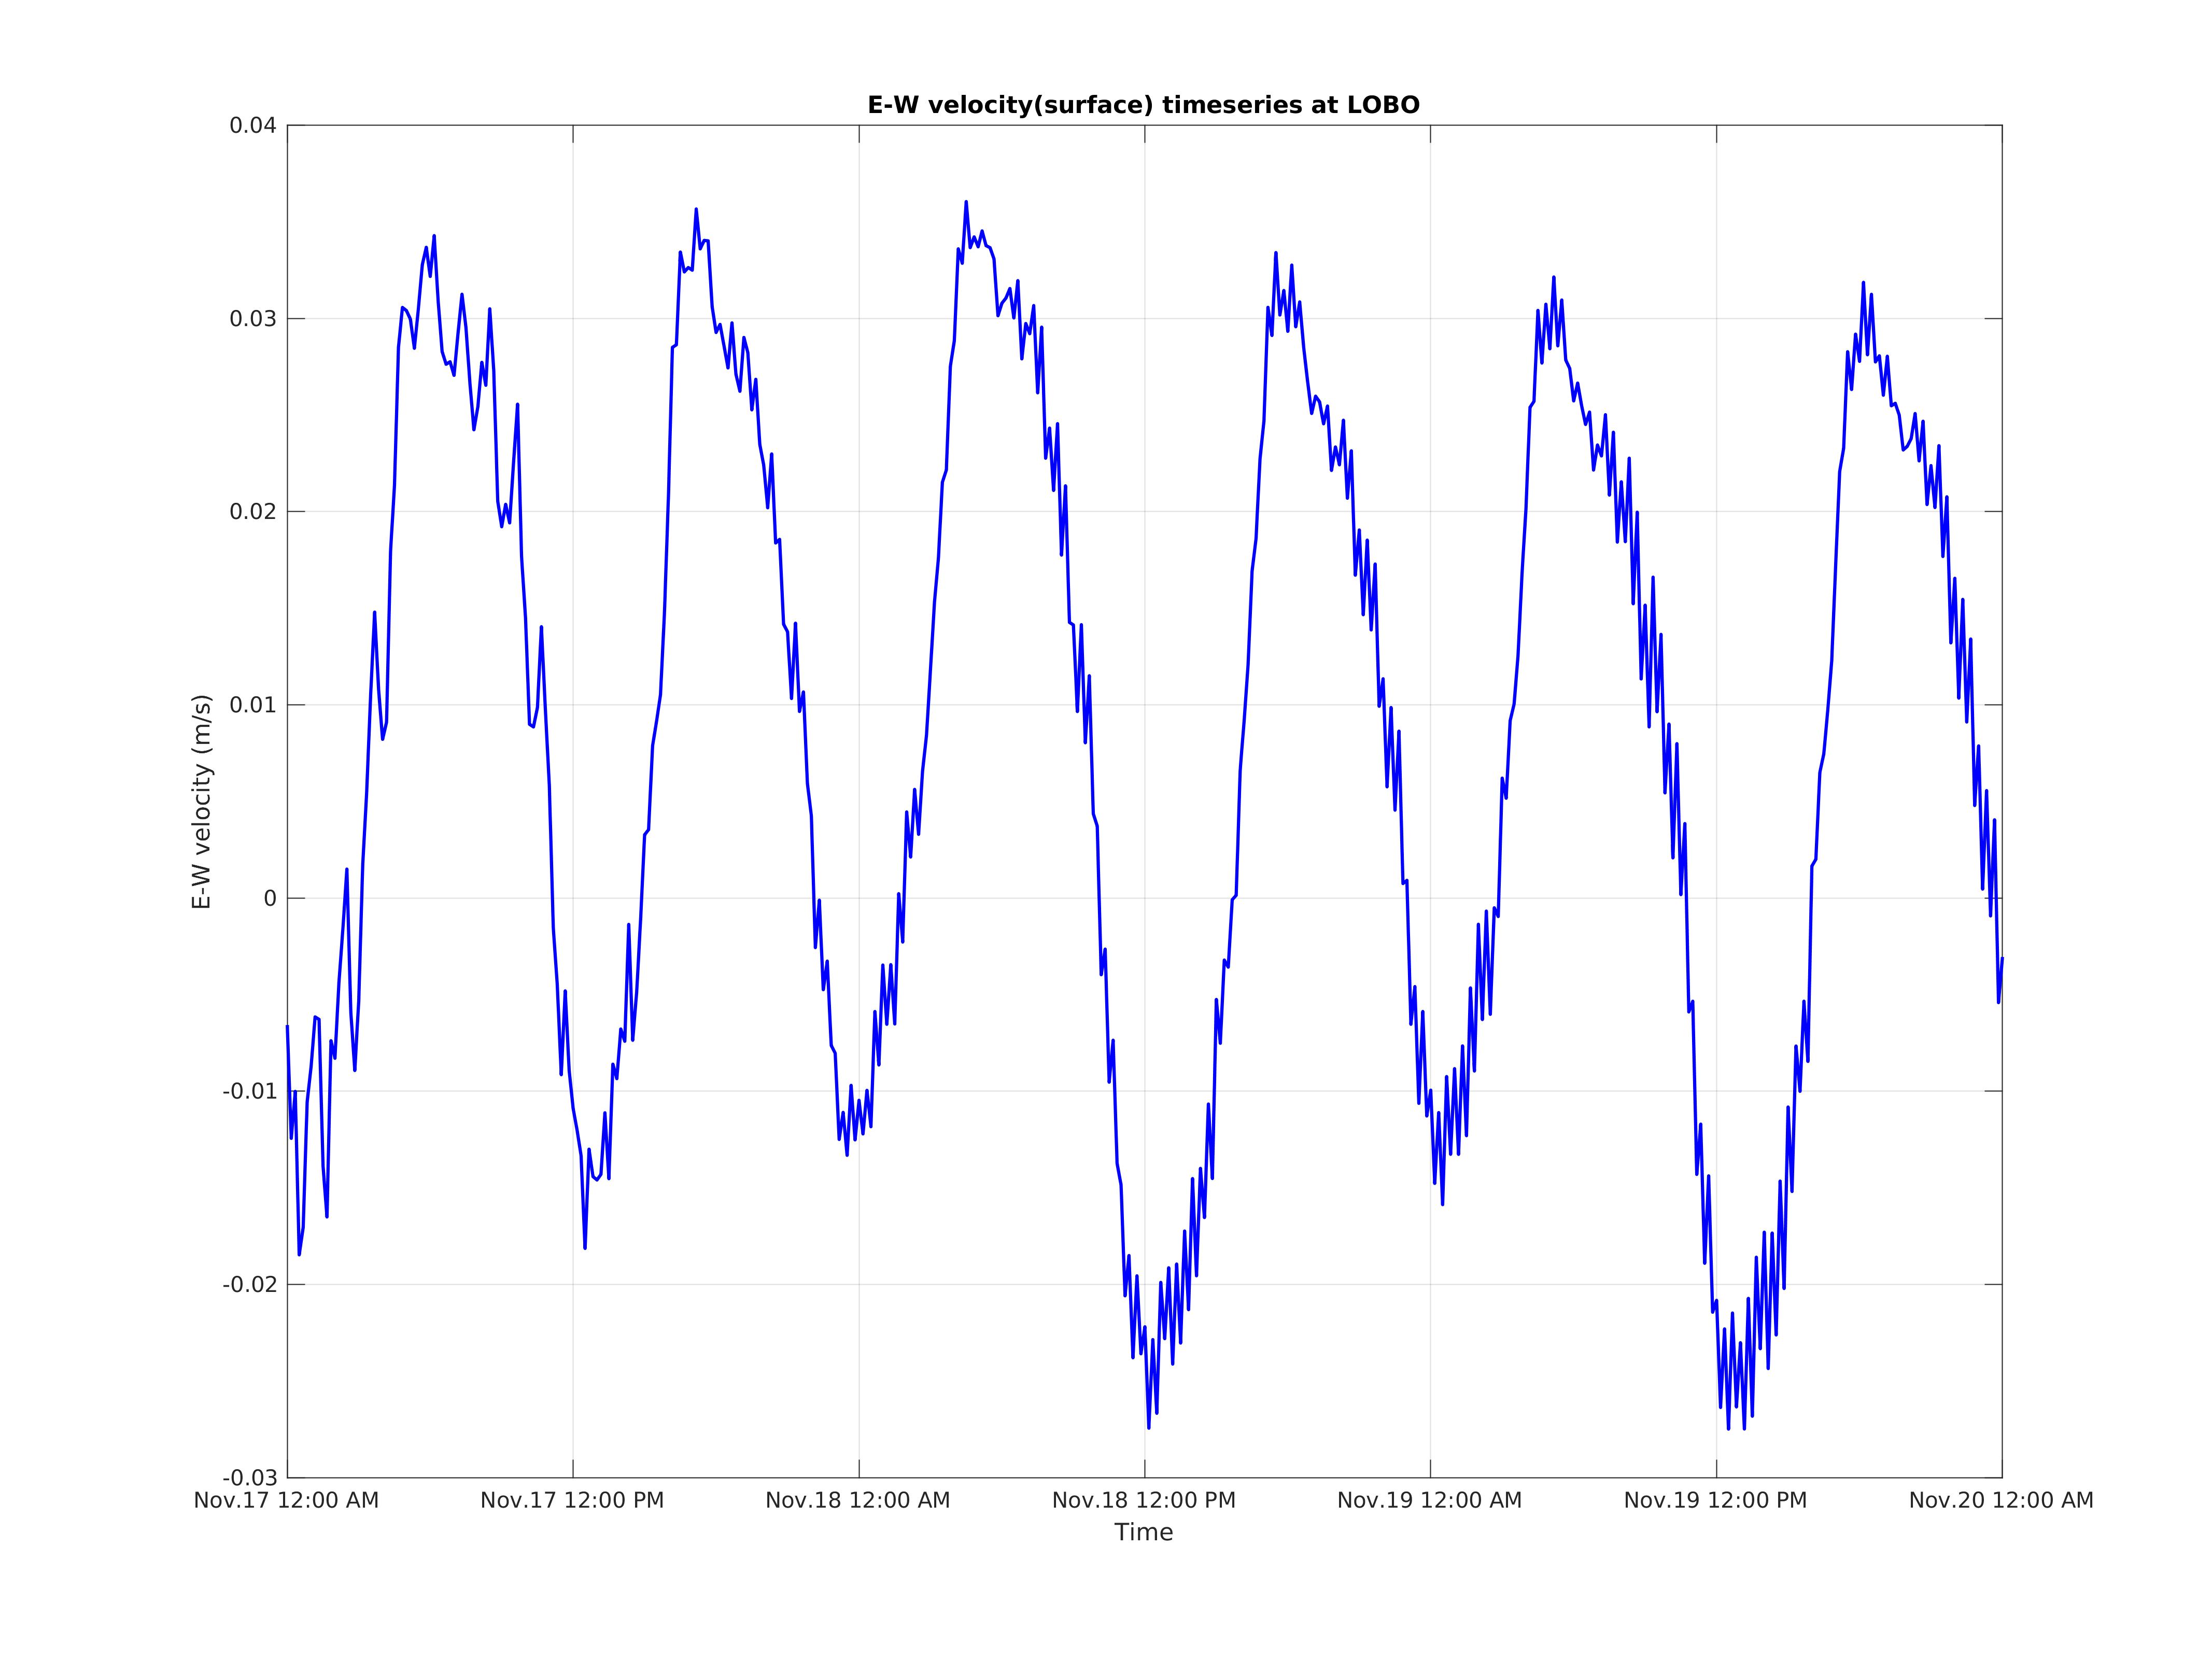 E-W velocity(surface) timeseries at LOBO
0.04
0.03
0.02
0.01
0
-0.01
-0.02
-0.03
E-W velocity (m/s)
Nov.17 12:00 AM Nov.17 12:00 PM Nov.18 12:00 AM Nov.18 12:00 PM Nov.19 12:00 AM Nov.19 12:00 PM Nov.20 12:00 AM
Time